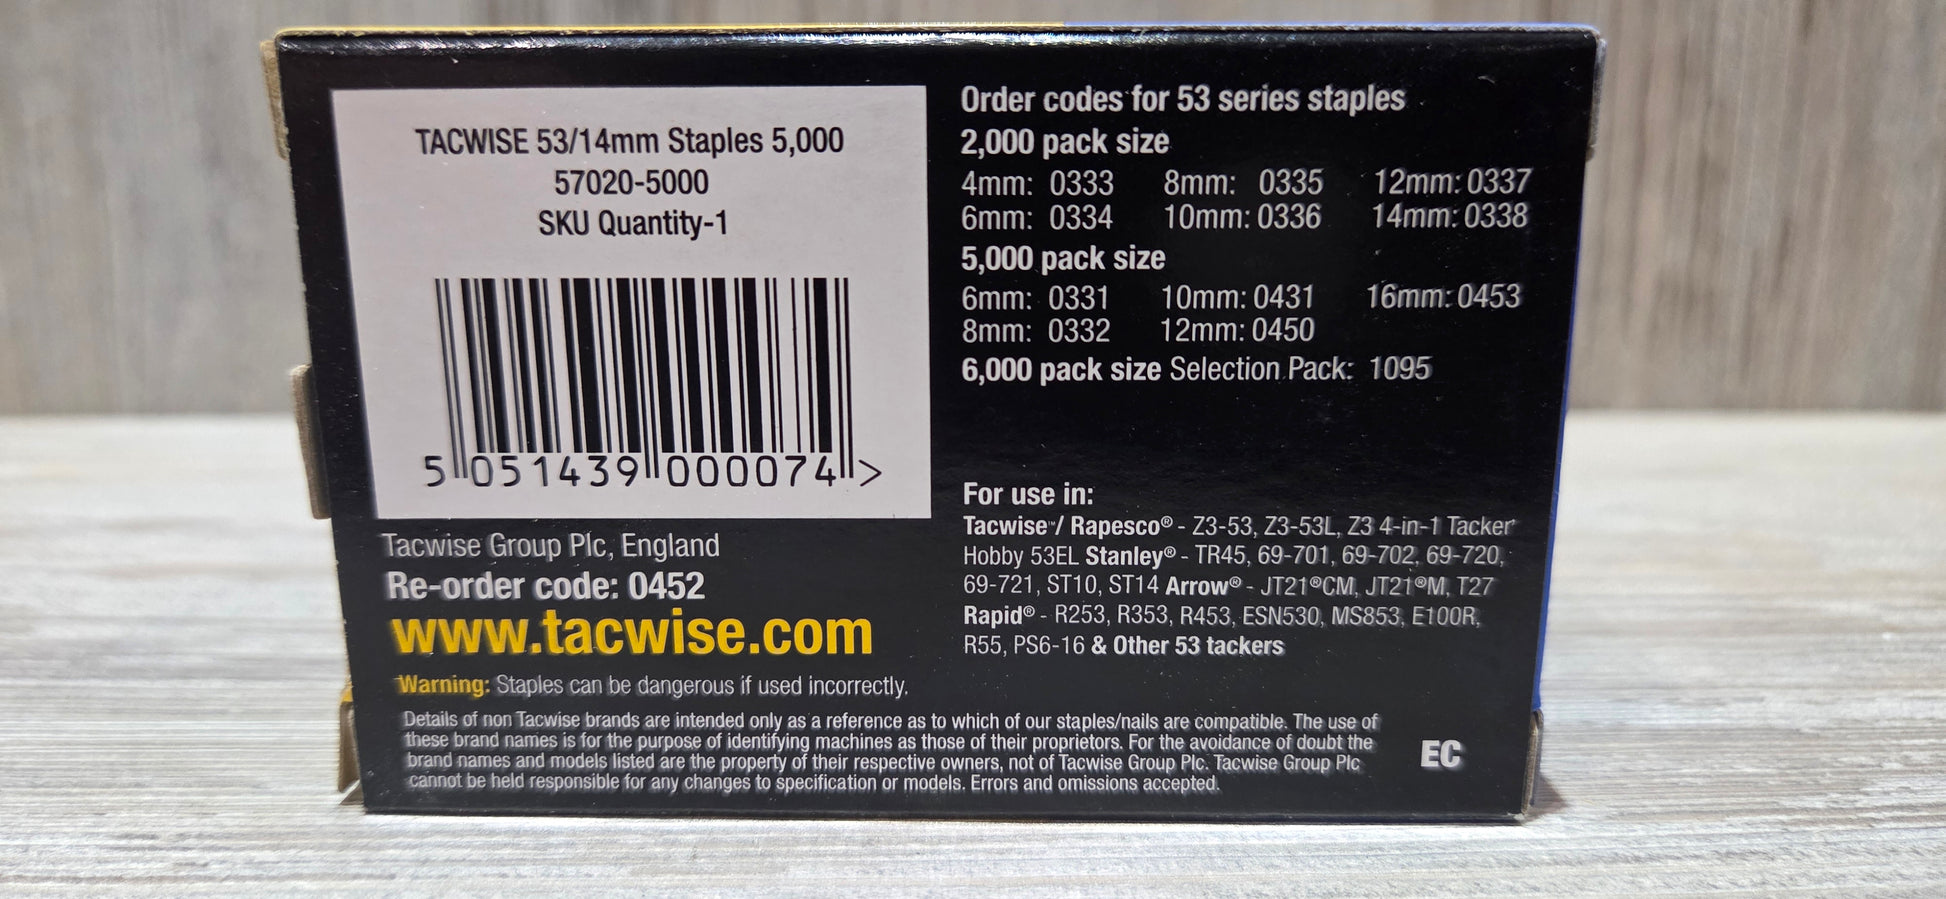 TACWISE 53/14mm Staples 5,000
57020-5000
SKU Quantity-1
5 051439 000074 >
Tacwise Group Plc, England
Re-order code: 0452
www.tacwise.com
Warning: Staples can be dangerous if used incorrectly.
Order codes for 53 series staples
2,000 pack size
4mm: 0333 8mm: 0335 12mm: 0337
6mm: 0334 10mm: 0336 14mm: 0338
5,000 pack size
6mm: 0331 10mm: 0431 16mm: 0453
8mm: 0332 12mm: 0450
6,000 pack size Selection Pack: 1095
For use in:
Tacwise™/ Rapesco® - Z3-53, Z3-53L, Z3 4-in-1 Tacker
Hobby 53EL Stanley® - TR45, 69-701, 69-702, 69-720,
69-721, ST10, ST14 Arrow® - JT21®CM, JT21®M, T27
Rapid® - R253, R353, R453, ESN530, MS853, E100R,
R55, PS6-16 & Other 53 tackers
Details of non Tacwise brands are intended only as a reference as to which of our staples/nails are compatible. The use of
these brand names is for the purpose of identifying machines as those of their proprietors. For the avoidance of doubt the
brand names and models listed are the property of their respective owners, not of Tacwise Group Plc. Tacwise Group Plc
cannot be held responsible for any changes to specification or models. Errors and omissions accepted.
EC